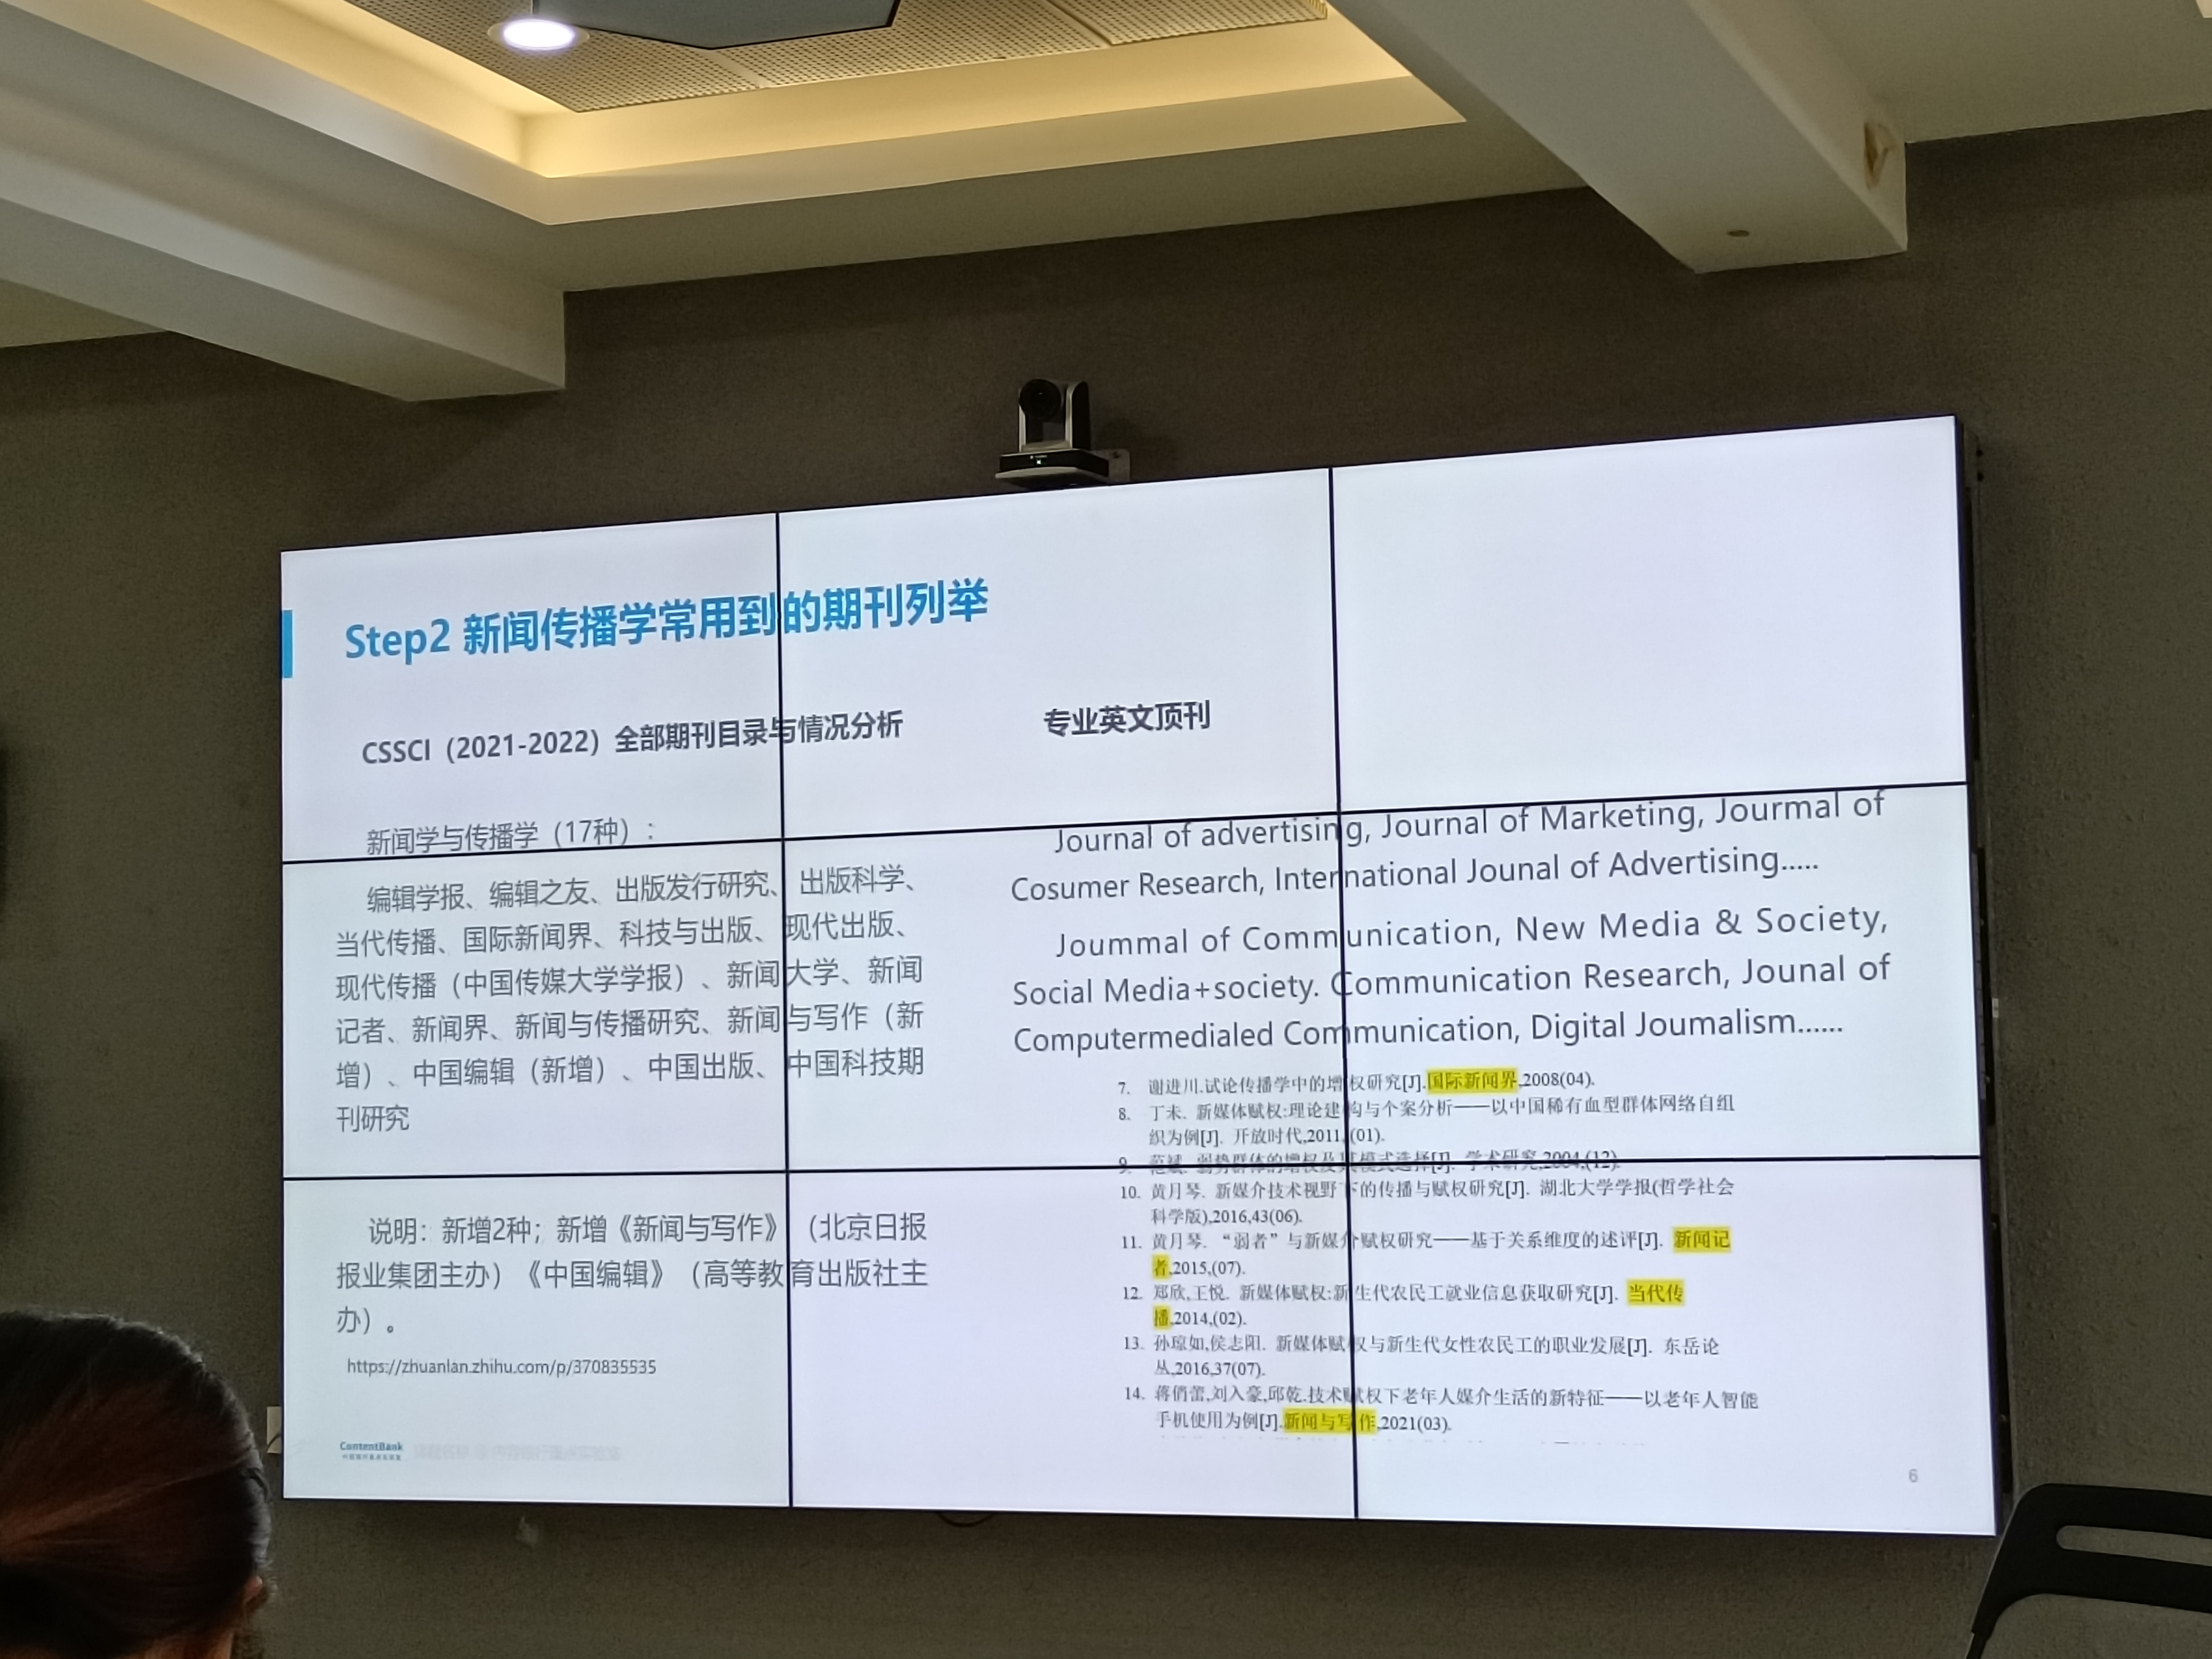 Step2 新闻传播学常用到的期刊列举
CSSCI（2021-2022）全部期刊目录与情况分析
新闻学与传播学（17种）：
编辑学报、编辑之友、出版发行研究、出版科学、
当代传播、国际新闻界、科技与出版、现代出版、
现代传播（中国传媒大学学报）、新闻大学、新闻
记者、新闻界、新闻与传播研究、新闻与写作（新
增）、中国编辑（新增）、中国出版、中国科技期
刊研究
说明：新增2种；新增《新闻与写作》（北京日报
报业集团主办）《中国编辑》（高等教育出版社主
办）。
https://zhuanlan.zhihu.com/p/370835535
ContentBank
专业英文顶刊
Journal of advertising, Journal of Marketing, Jourmal of
Cosumer Research, International Jounal of Advertising.....
Joummal of Communication, New Media & Society,
Social Media+society. Communication Research, Jounal of
Computermedialed Communication, Digital Joumalism......
7. 谢进川.试论传播学中的增权研究[J].国际新闻界,2008(04).
8. 丁未. 新媒体赋权:理论建构与个案分析——以中国稀有血型群体网络自组
织为例[J]. 开放时代,2011,(01).
9. 范斌. 弱势群体的增权及其模式选择[J]. 学术研究,2004,(12).
10. 黄月琴. 新媒介技术视野下的传播与赋权研究[J]. 湖北大学学报(哲学社会
科学版),2016,43(06).
11. 黄月琴. “弱者”与新媒介赋权研究——基于关系维度的述评[J]. 新闻记
者,2015,(07).
12. 郑欣,王悦. 新媒体赋权:新生代农民工就业信息获取研究[J]. 当代传
播,2014,(02).
13. 孙琼如,侯志阳. 新媒体赋权与新生代女性农民工的职业发展[J]. 东岳论
丛,2016,37(07).
14. 蒋俏蕾,刘入豪,邱乾.技术赋权下老年人媒介生活的新特征——以老年人智能
手机使用为例[J].新闻与写作,2021(03).
6